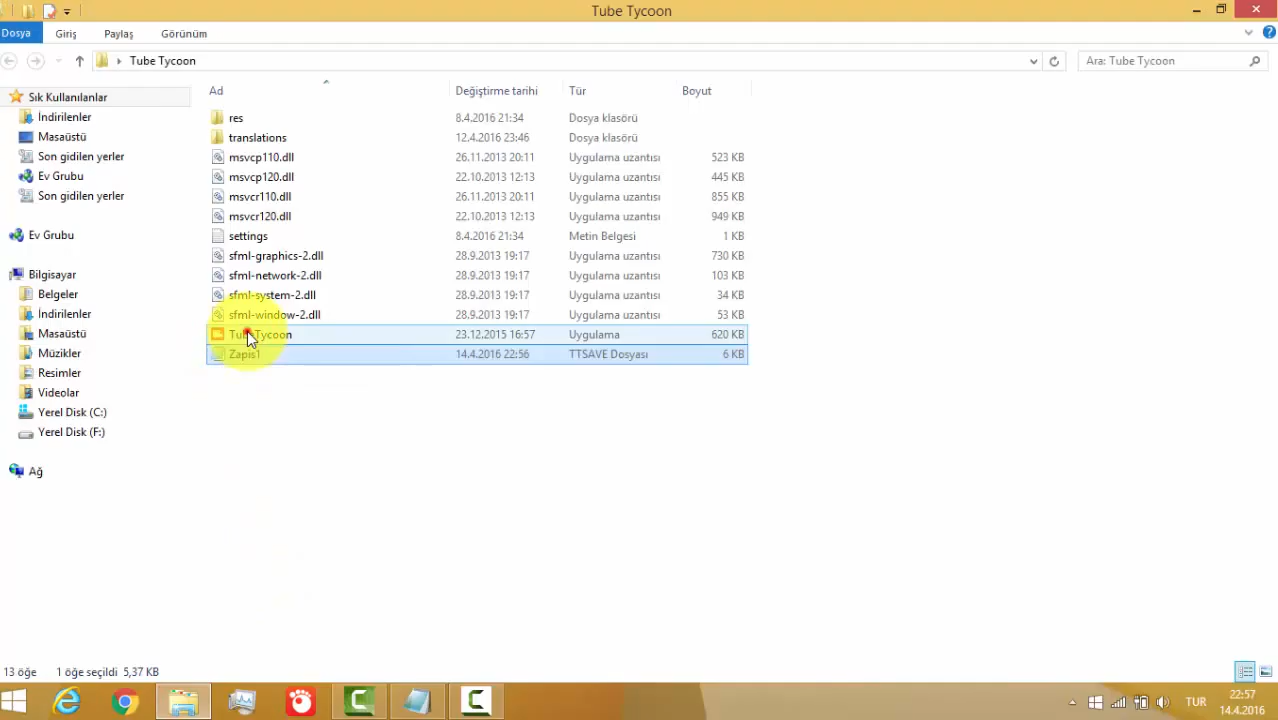 Tube Tycoon
Dosya Giriş Paylaş Görünüm
Tube Tycoon
Ara: Tube Tycoon
Ad Değiştirme tarihi Tür Boyut
Sık Kullanılanlar
İndirilenler
Masaüstü
Son gidilen yerler
Ev Grubu
Son gidilen yerler
Ev Grubu
Bilgisayar
Belgeler
İndirilenler
Masaüstü
Müzikler
Resimler
Videolar
Yerel Disk (C:)
Yerel Disk (F:)
Ağ
res 8.4.2016 21:34 Dosya klasörü
translations 12.4.2016 23:46 Dosya klasörü
msvcp110.dll 26.11.2013 20:11 Uygulama uzantısı 523 KB
msvcp120.dll 22.10.2013 12:13 Uygulama uzantısı 445 KB
msvcr110.dll 26.11.2013 20:11 Uygulama uzantısı 855 KB
msvcr120.dll 22.10.2013 12:13 Uygulama uzantısı 949 KB
settings 8.4.2016 21:34 Metin Belgesi 1 KB
sfml-graphics-2.dll 28.9.2013 19:17 Uygulama uzantısı 730 KB
sfml-network-2.dll 28.9.2013 19:17 Uygulama uzantısı 103 KB
sfml-system-2.dll 28.9.2013 19:17 Uygulama uzantısı 34 KB
sfml-window-2.dll 28.9.2013 19:17 Uygulama uzantısı 53 KB
Tube Tycoon 23.12.2015 16:57 Uygulama 620 KB
Zapis1 14.4.2016 22:56 TTSAVE Dosyası 6 KB
13 öğe 1 öğe seçildi 5,37 KB
TUR
22:57
14.4.2016